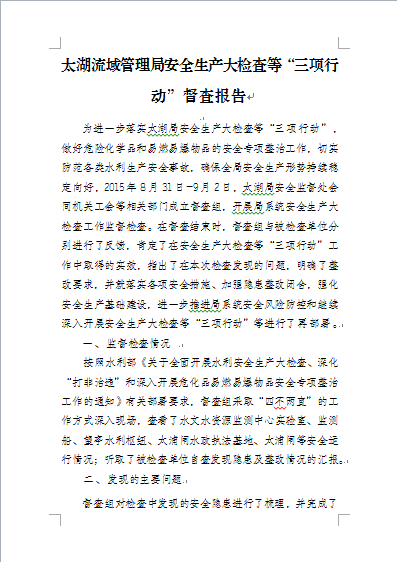 太湖流域管理局安全生产大检查等“三项行
动”督查报告
为进一步落实太湖局安全生产大检查等“三项行动”，
做好危险化学品和易燃易爆物品的安全专项整治工作，切实
防范各类水利生产安全事故，确保全局安全生产形势持续稳
定向好，2015年8月31日-9月2日，太湖局安全监督处会
同机关工会等相关部门成立督查组，开展局系统安全生产大
检查工作监督检查。在督查结束时，督查组与被检查单位分
别进行了反馈，肯定了在安全生产大检查等“三项行动”工
作中取得的实效，指出了在本次检查发现的问题，明确了整
改要求，并就落实各项安全措施、加强隐患整改闭合，强化
安全生产基础建设，进一步推进局系统安全风险防控和继续
深入开展安全生产大检查等“三项行动”等进行了再部署。
一、监督检查情况
按照水利部《关于全面开展水利安全生产大检查、深化
“打非治违”和深入开展危化品易燃易爆物品安全专项整治
工作的通知》有关部署要求，督查组采取“四不两直”的工
作方式深入现场，查看了水文水资源监测中心实验室、监测
船、望亭水利枢纽、太浦闸水政执法基地、太浦闸等安全运
行情况；听取了被检查单位自查发现隐患及整改情况的汇报。
二、发现的主要问题
督查组对检查中发现的安全隐患进行了梳理，并完成了